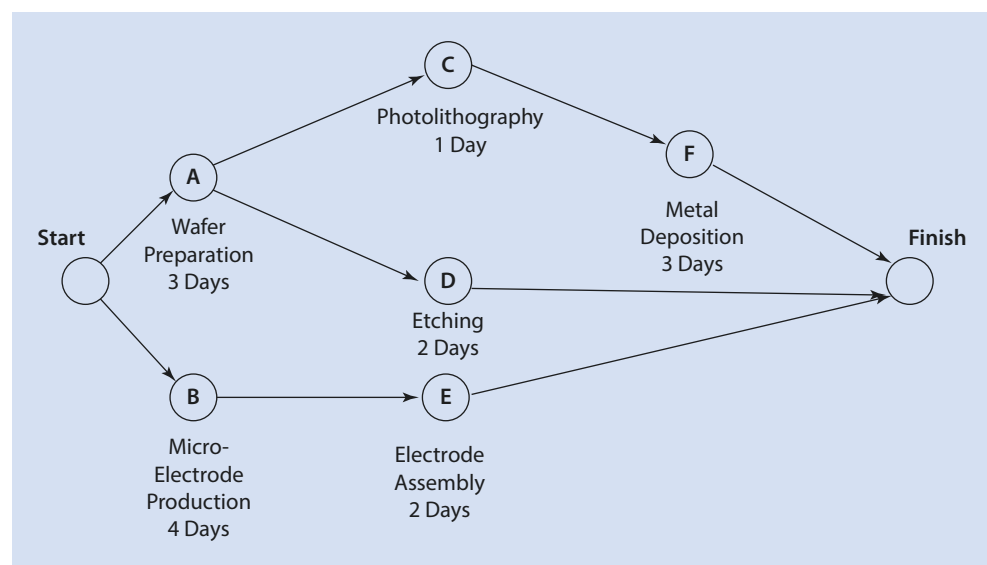 C
Photolithography
1 Day
A
Wafer
Preparation
3 Days
F
Metal
Deposition
3 Days
Start
Finish
D
Etching
2 Days
B
Micro-
Electrode
Production
4 Days
E
Electrode
Assembly
2 Days